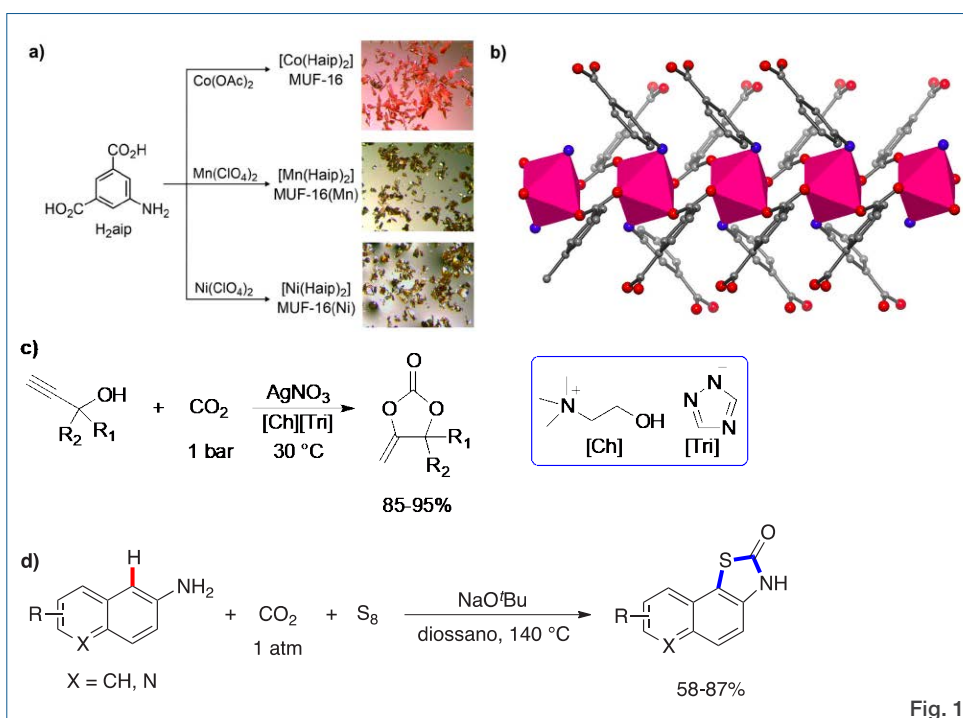 a)
CO₂H
HO₂C
NH₂
H₂aip
Co(OAc)₂
[Co(Haip)₂]
MUF-16
Mn(ClO₄)₂
[Mn(Haip)₂]
MUF-16(Mn)
Ni(ClO₄)₂
[Ni(Haip)₂]
MUF-16(Ni)
b)
c)
OH
R₂ R₁
+
CO₂
1 bar
AgNO₃
[Ch][Tri]
30 °C
O
O O
R₁
R₂
85-95%
N⁺
OH
[Ch]
N⁻
N
N
[Tri]
d)
H
NH₂
R
X
X = CH, N
+ CO₂ + S₈
1 atm
NaOᵗBu
diossano, 140 °C
O
S
NH
R
X
58-87%
Fig. 1